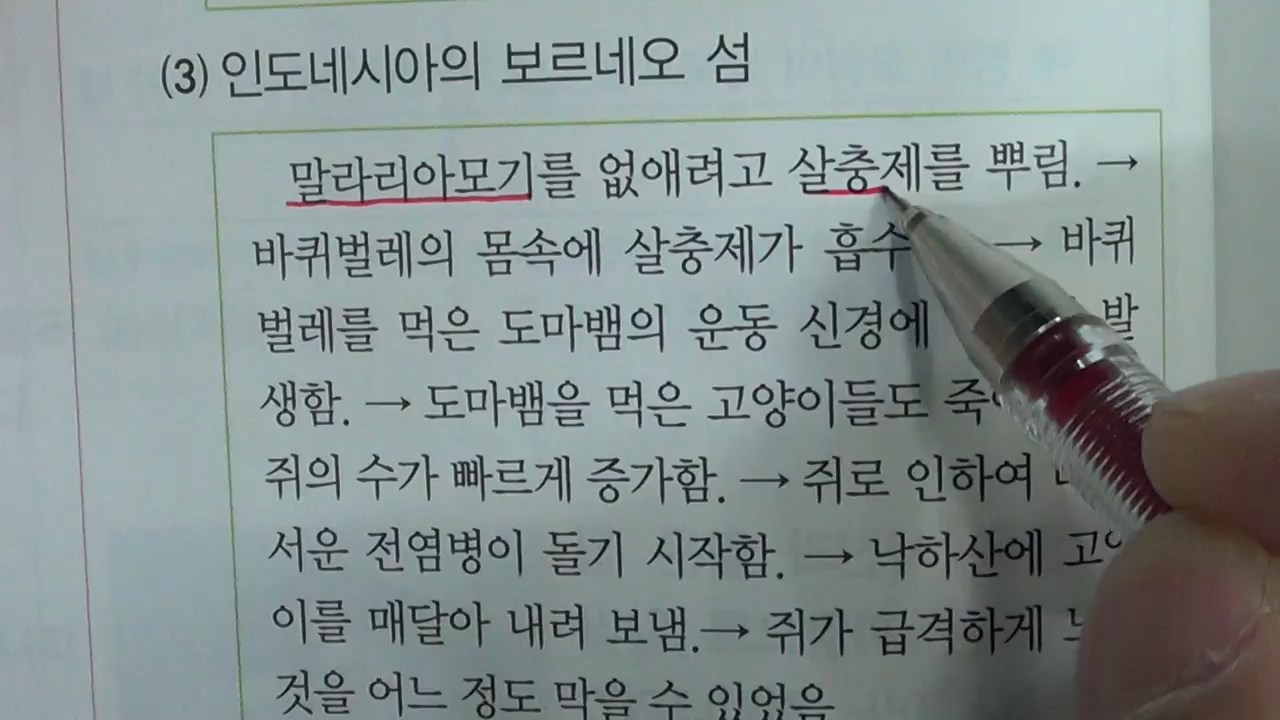 (3) 인도네시아의 보르네오 섬
말라리아모기를 없애려고 살충제를 뿌림. →
바퀴벌레의 몸속에 살충제가 흡수 → 바퀴
벌레를 먹은 도마뱀의 운동 신경에 발
생함. → 도마뱀을 먹은 고양이들도
쥐의 수가 빠르게 증가함. → 쥐로 인하여
서운 전염병이 돌기 시작함. → 낙하산에
이를 매달아 내려 보냄. → 쥐가 급격하게
것을 어느 정도 막을 수 있었음